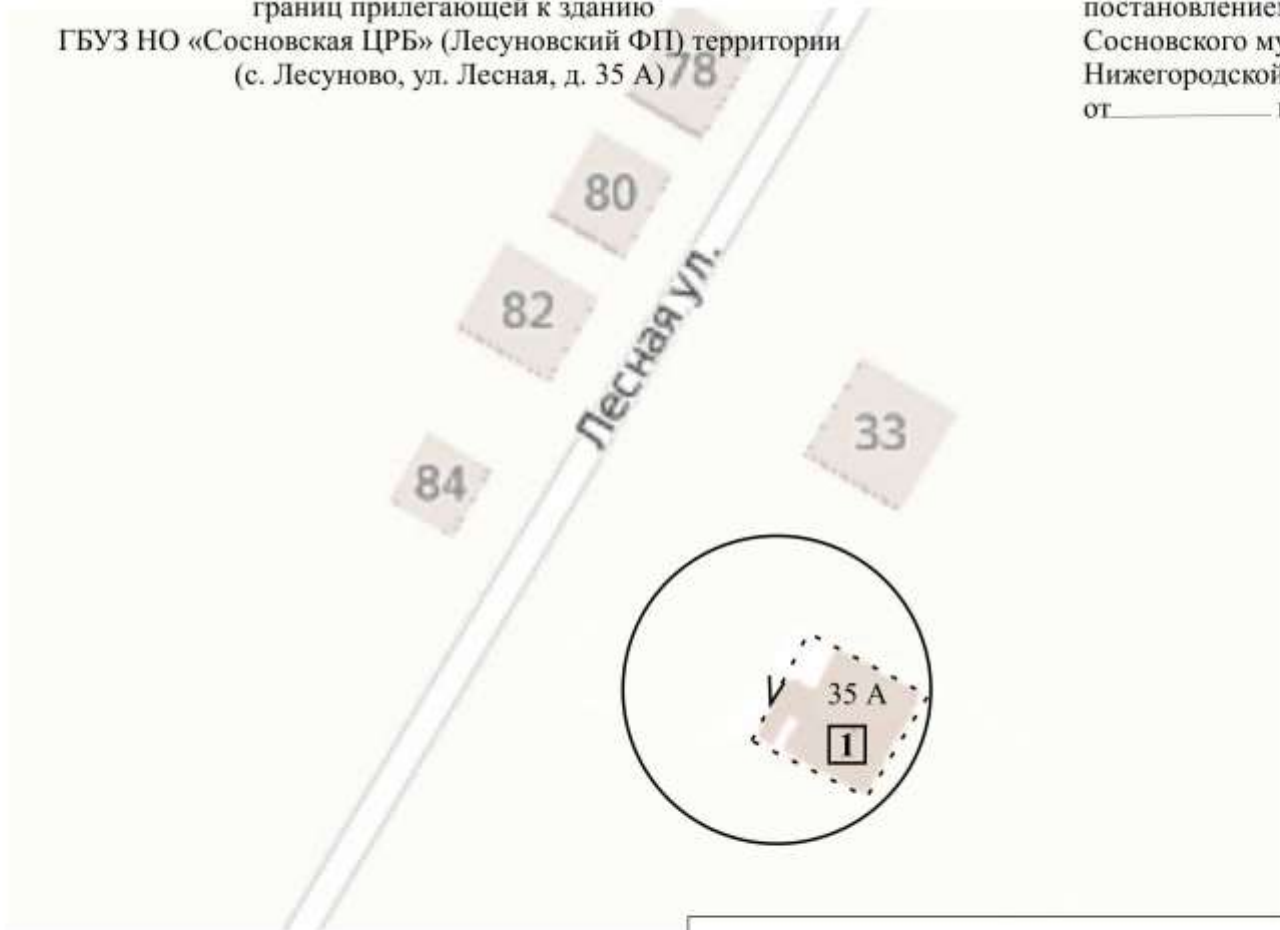 границ прилегающей к зданию
ГБУЗ НО «Сосновская ЦРБ» (Лесуновский ФП) территории
(с. Лесуново, ул. Лесная, д. 35 А)
постановлением
Сосновского му
Нижегородской
от
78
80
82
Лесная ул.
33
84
35 А
1